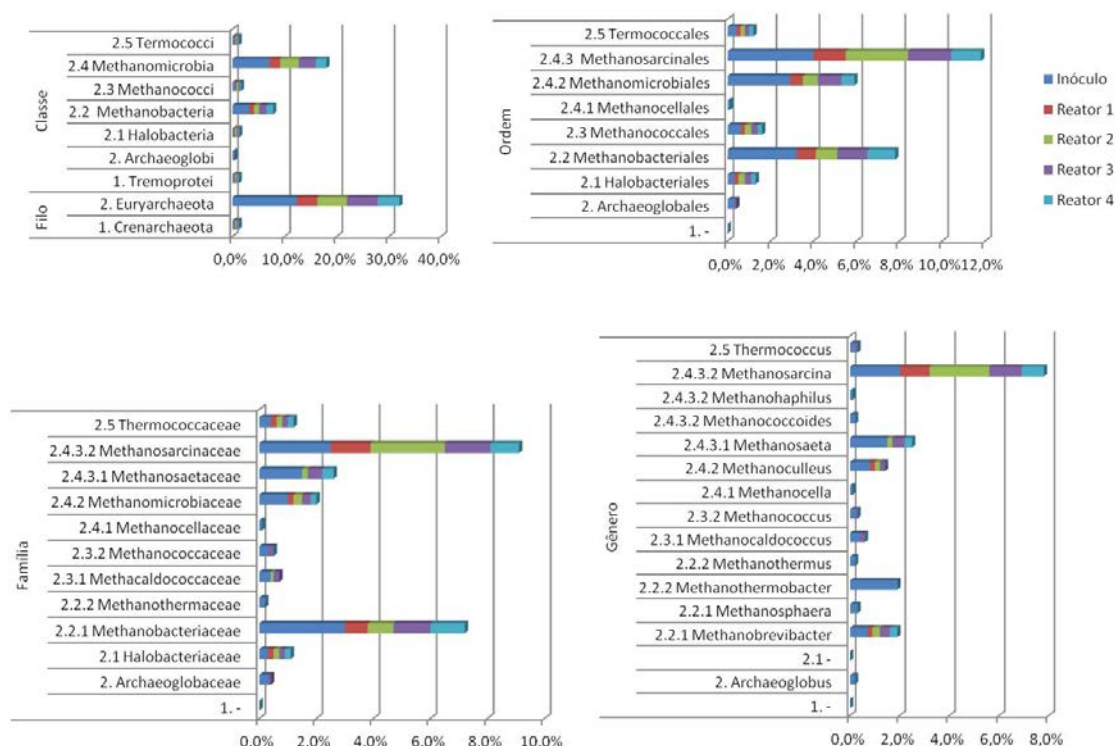 Classe
2.5 Termococci
2.4 Methanomicrobia
2.3 Methanococci
2.2 Methanobacteria
2.1 Halobacteria
2. Archaeoglobi
1. Tremoprotei
Filo
2. Euryarchaeota
1. Crenarchaeota
0,0% 10,0% 20,0% 30,0% 40,0%
Ordem
2.5 Termococcales
2.4.3 Methanosarcinales
2.4.2 Methanomicrobiales
2.4.1 Methanocellales
2.3 Methanococcales
2.2 Methanobacteriales
2.1 Halobacteriales
2. Archaeoglobales
1. -
0,0% 2,0% 4,0% 6,0% 8,0% 10,0% 12,0%
Inóculo
Reator 1
Reator 2
Reator 3
Reator 4
Família
2.5 Thermococcaceae
2.4.3.2 Methanosarcinaceae
2.4.3.1 Methanosaetaceae
2.4.2 Methanomicrobiaceae
2.4.1 Methanocellaceae
2.3.2 Methanococcaceae
2.3.1 Methacaldococcaceae
2.2.2 Methanothermaceae
2.2.1 Methanobacteriaceae
2.1 Halobacteriaceae
2. Archaeoglobaceae
1. -
0,0% 2,0% 4,0% 6,0% 8,0% 10,0%
Gênero
2.5 Thermococcus
2.4.3.2 Methanosarcina
2.4.3.2 Methanohaphilus
2.4.3.2 Methanococcoides
2.4.3.1 Methanosaeta
2.4.2 Methanoculleus
2.4.1 Methanocella
2.3.2 Methanococcus
2.3.1 Methanocaldococcus
2.2.2 Methanothermus
2.2.2 Methanothermobacter
2.2.1 Methanosphaera
2.2.1 Methanobrevibacter
2.1 -
2. Archaeoglobus
1. -
0,0% 2,0% 4,0% 6,0% 8,0%